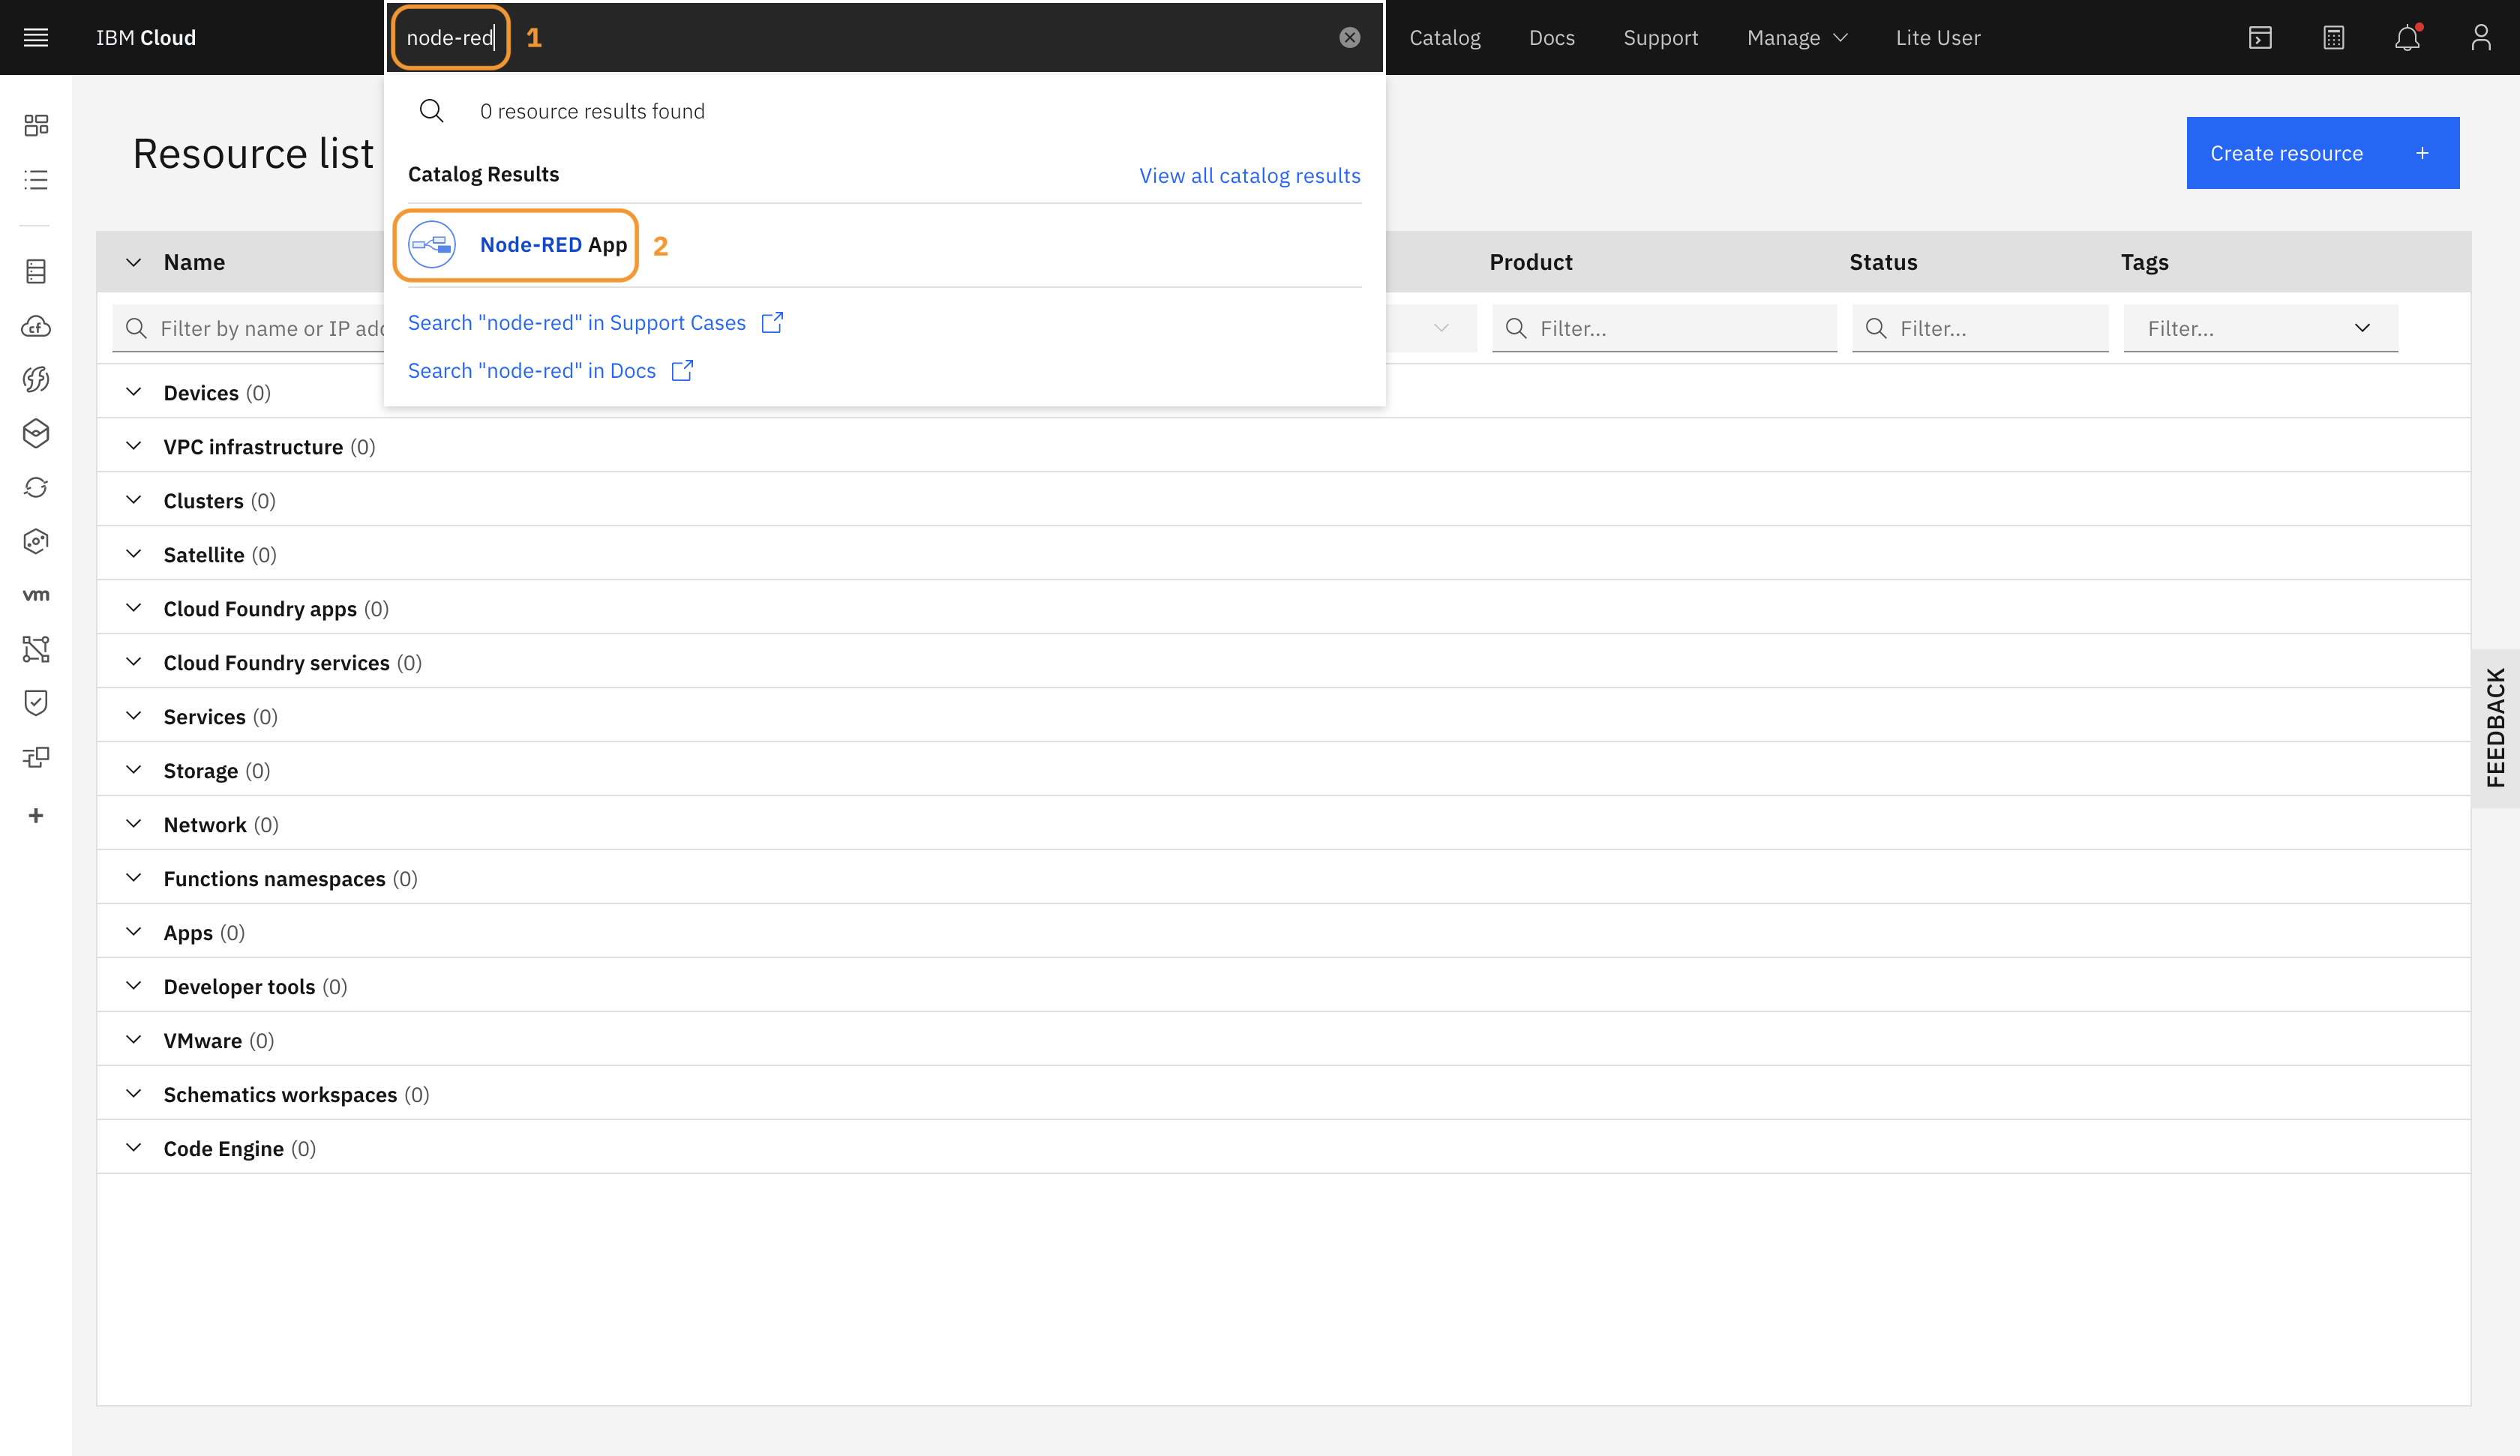 IBM Cloud
node-red
1
Catalog
Docs
Support
Manage
Lite User
0 resource results found
Catalog Results
View all catalog results
Node-RED App
2
Search "node-red" in Support Cases
Search "node-red" in Docs
Resource list
Create resource +
Name
Product
Status
Tags
Filter by name or IP add
Filter...
Filter...
Filter...
cf
vm
Devices (0)
VPC infrastructure (0)
Clusters (0)
Satellite (0)
Cloud Foundry apps (0)
Cloud Foundry services (0)
Services (0)
Storage (0)
Network (0)
Functions namespaces (0)
Apps (0)
Developer tools (0)
VMware (0)
Schematics workspaces (0)
Code Engine (0)
FEEDBACK